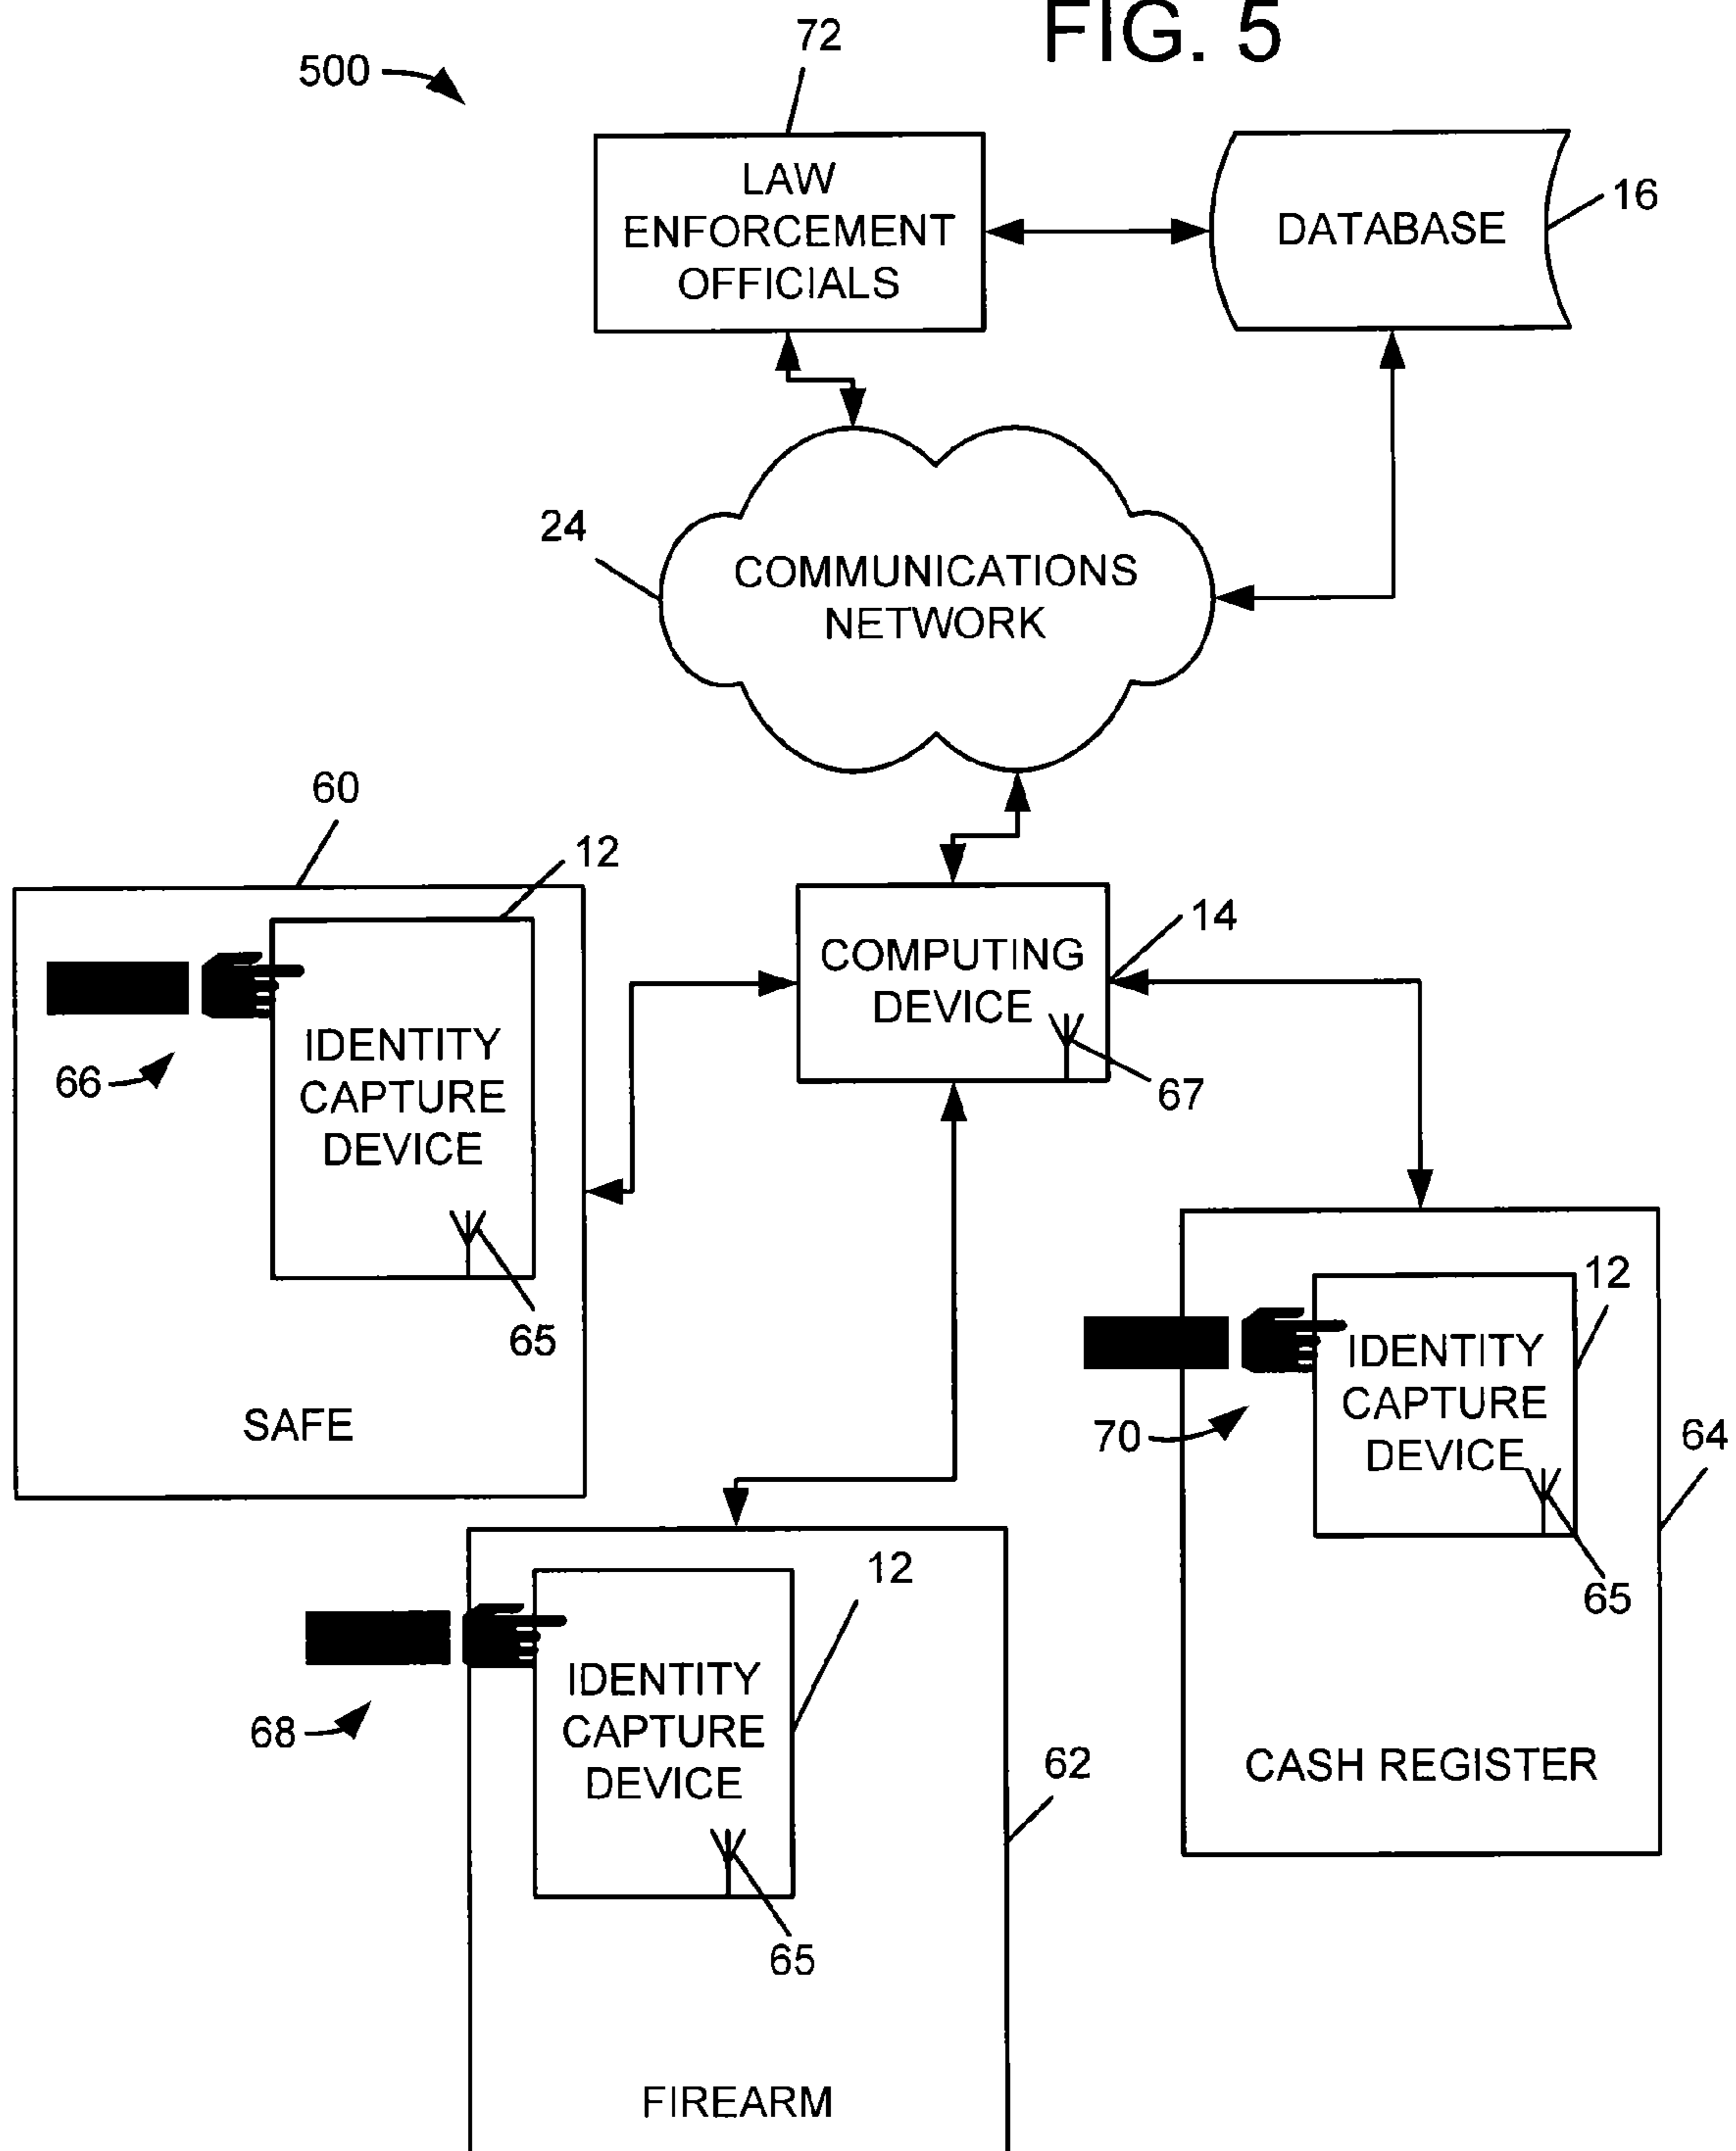 FIG. 5
500
72
LAW
ENFORCEMENT
OFFICIALS
DATABASE
16
24
COMMUNICATIONS
NETWORK
60
12
IDENTITY
CAPTURE
DEVICE
66
65
SAFE
COMPUTING
DEVICE
14
67
12
IDENTITY
CAPTURE
DEVICE
70
64
65
CASH REGISTER
12
IDENTITY
CAPTURE
DEVICE
68
62
65
FIREARM